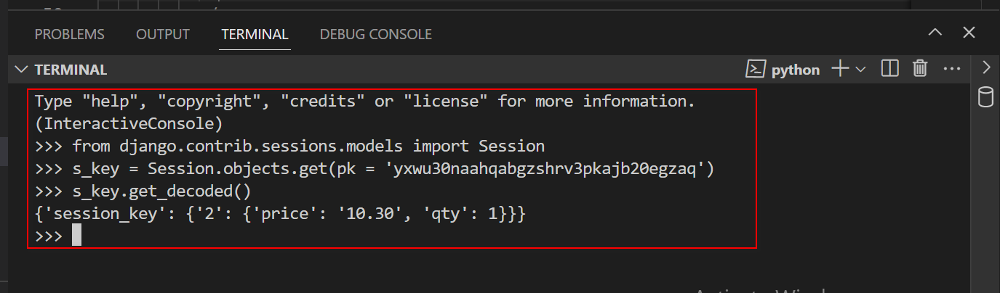 PROBLEMS OUTPUT TERMINAL DEBUG CONSOLE
TERMINAL python
Type "help", "copyright", "credits" or "license" for more information.
(InteractiveConsole)
>>> from django.contrib.sessions.models import Session
>>> s_key = Session.objects.get(pk = 'yxwu30naahqabgzshrv3pkajb20egzaq')
>>> s_key.get_decoded()
{'session_key': {'2': {'price': '10.30', 'qty': 1}}}
>>>